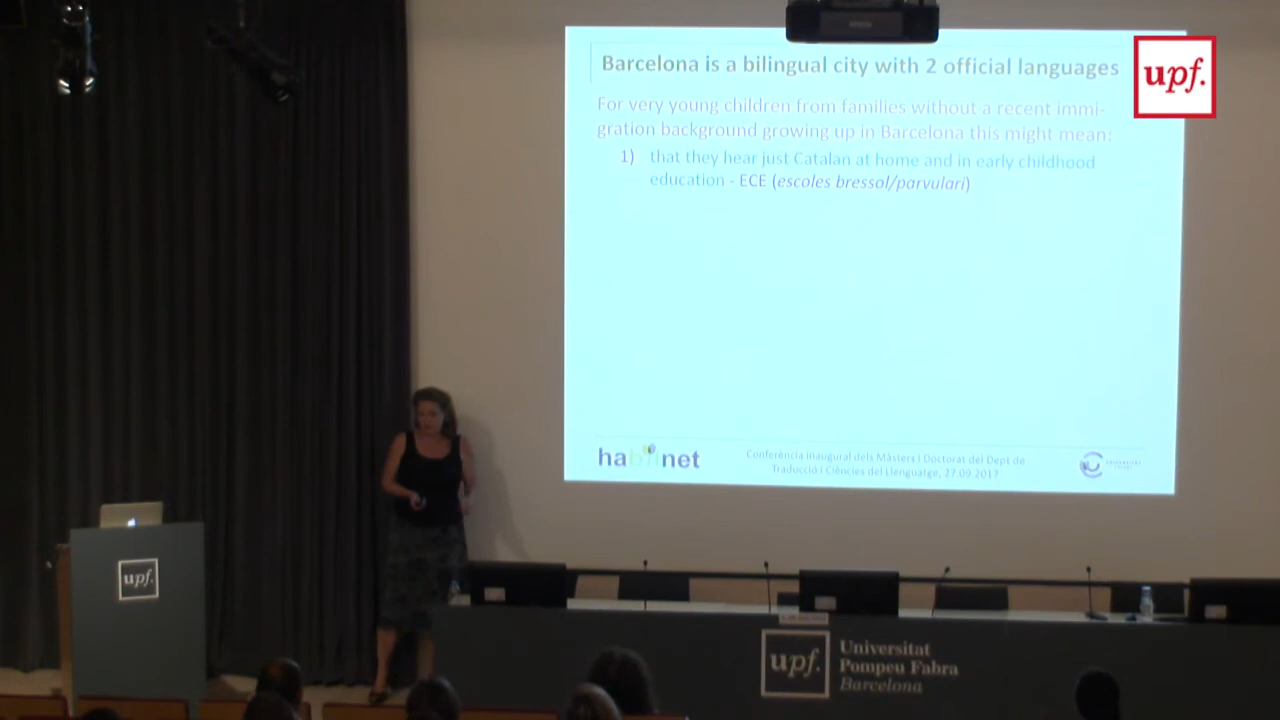 EPSON
Barcelona is a bilingual city with 2 official languages
upf.
For very young children from families without a recent immi-
gration background growing up in Barcelona this might mean:
1) that they hear just Catalan at home and in early childhood
education - ECE (escoles bressol/parvulari)
habilnet
Conferència inaugural dels Màsters i Doctorat del Dept de
Traducció i Ciències del Llenguatge, 27.09.2017
upf.
upf.
Universitat
Pompeu Fabra
Barcelona